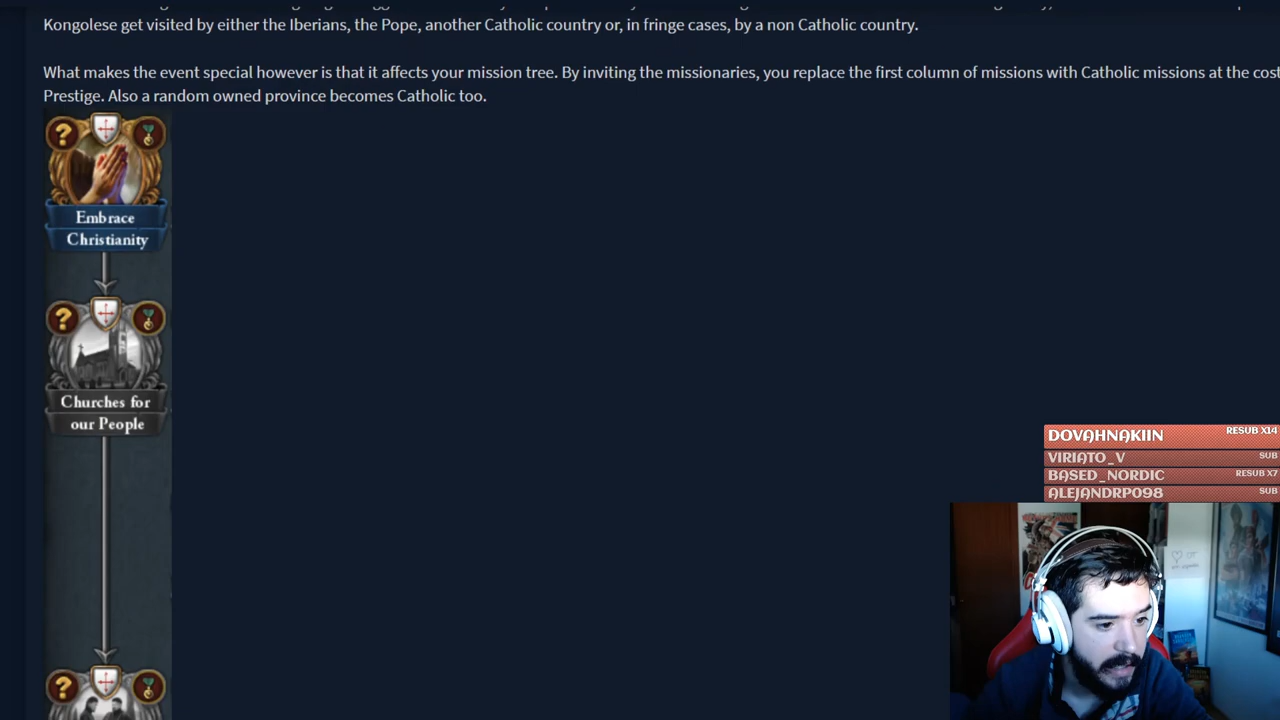 Kongolese get visited by either the Iberians, the Pope, another Catholic country or, in fringe cases, by a non Catholic country.
What makes the event special however is that it affects your mission tree. By inviting the missionaries, you replace the first column of missions with Catholic missions at the cost
Prestige. Also a random owned province becomes Catholic too.
Embrace
Christianity
Churches for
our People
DOVAHNAKIIN RESUB X14
VIRIATO_V SUB
BASED_NORDIC RESUB X7
ALEJANDRP098 SUB